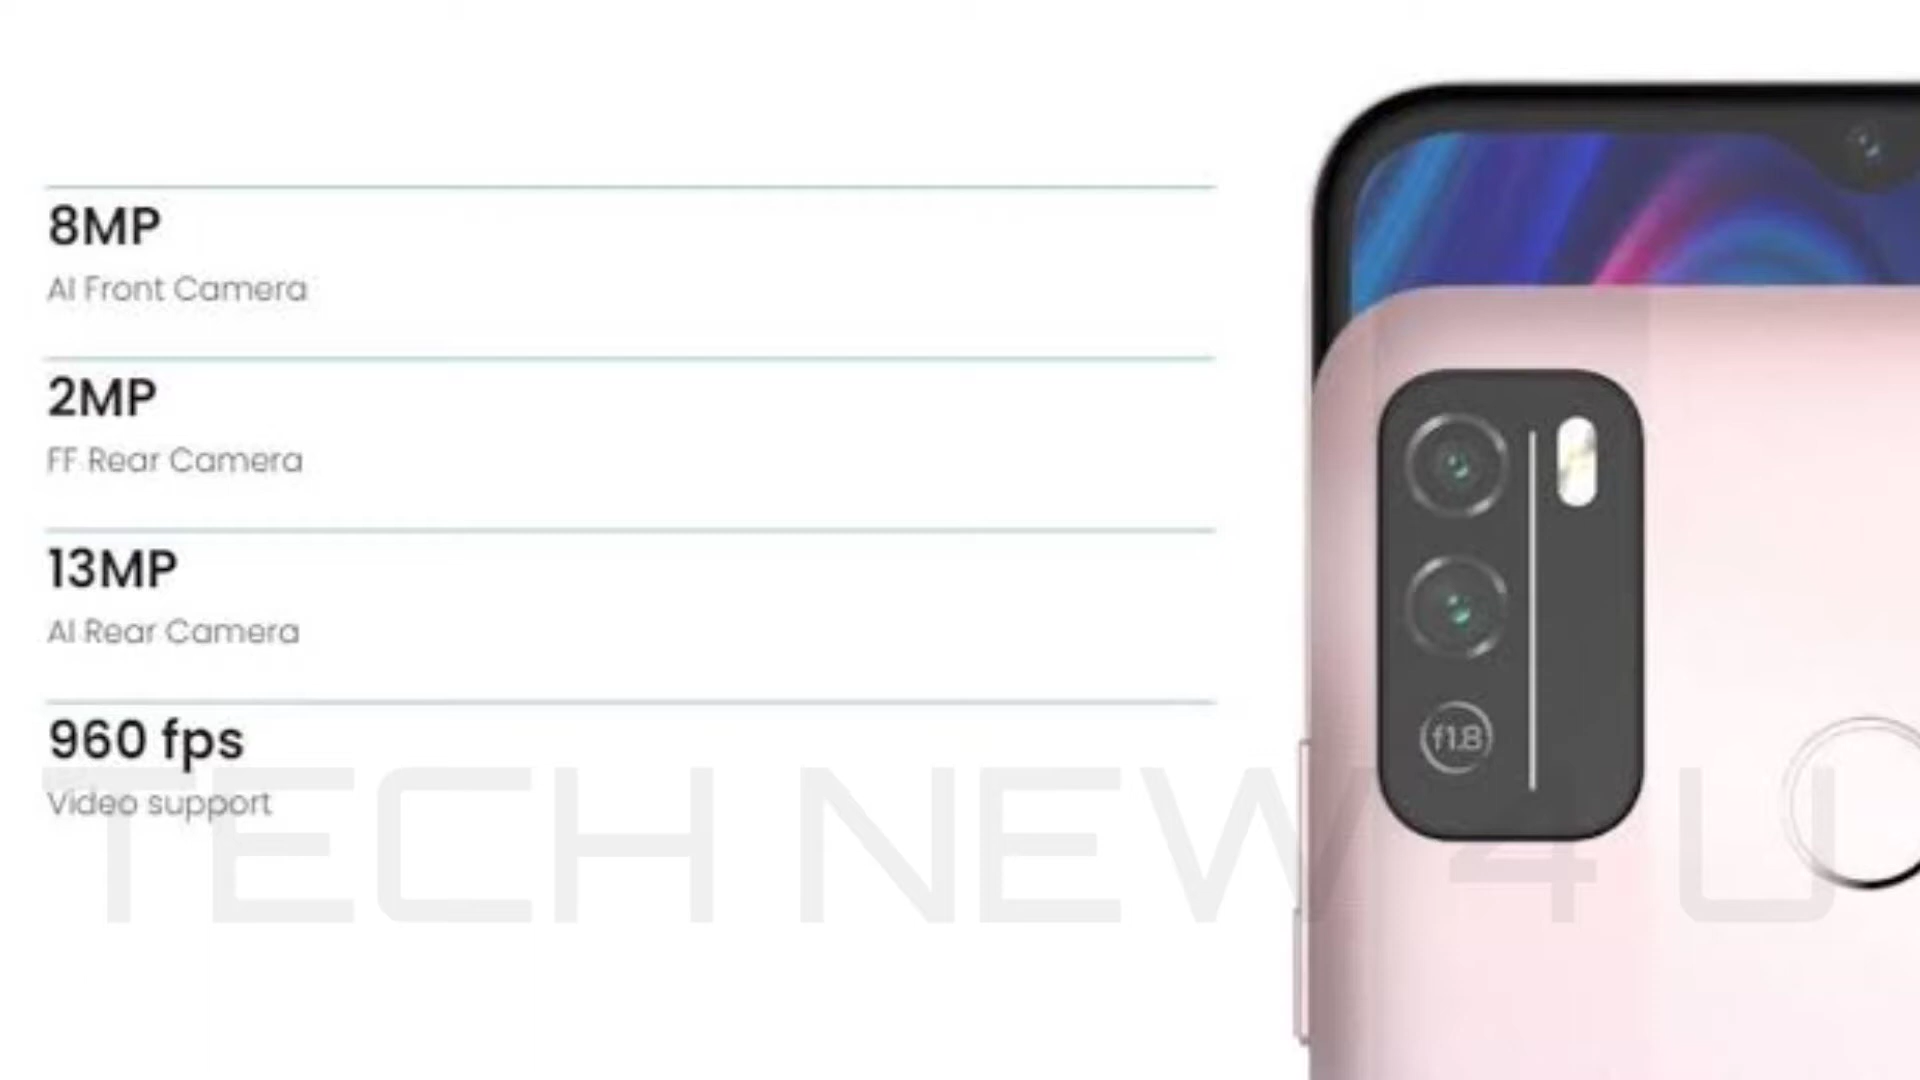 8MP
AI Front Camera
2MP
FF Rear Camera
13MP
AI Rear Camera
960 fps
Video support
f1.8
TECH NEW 4 U